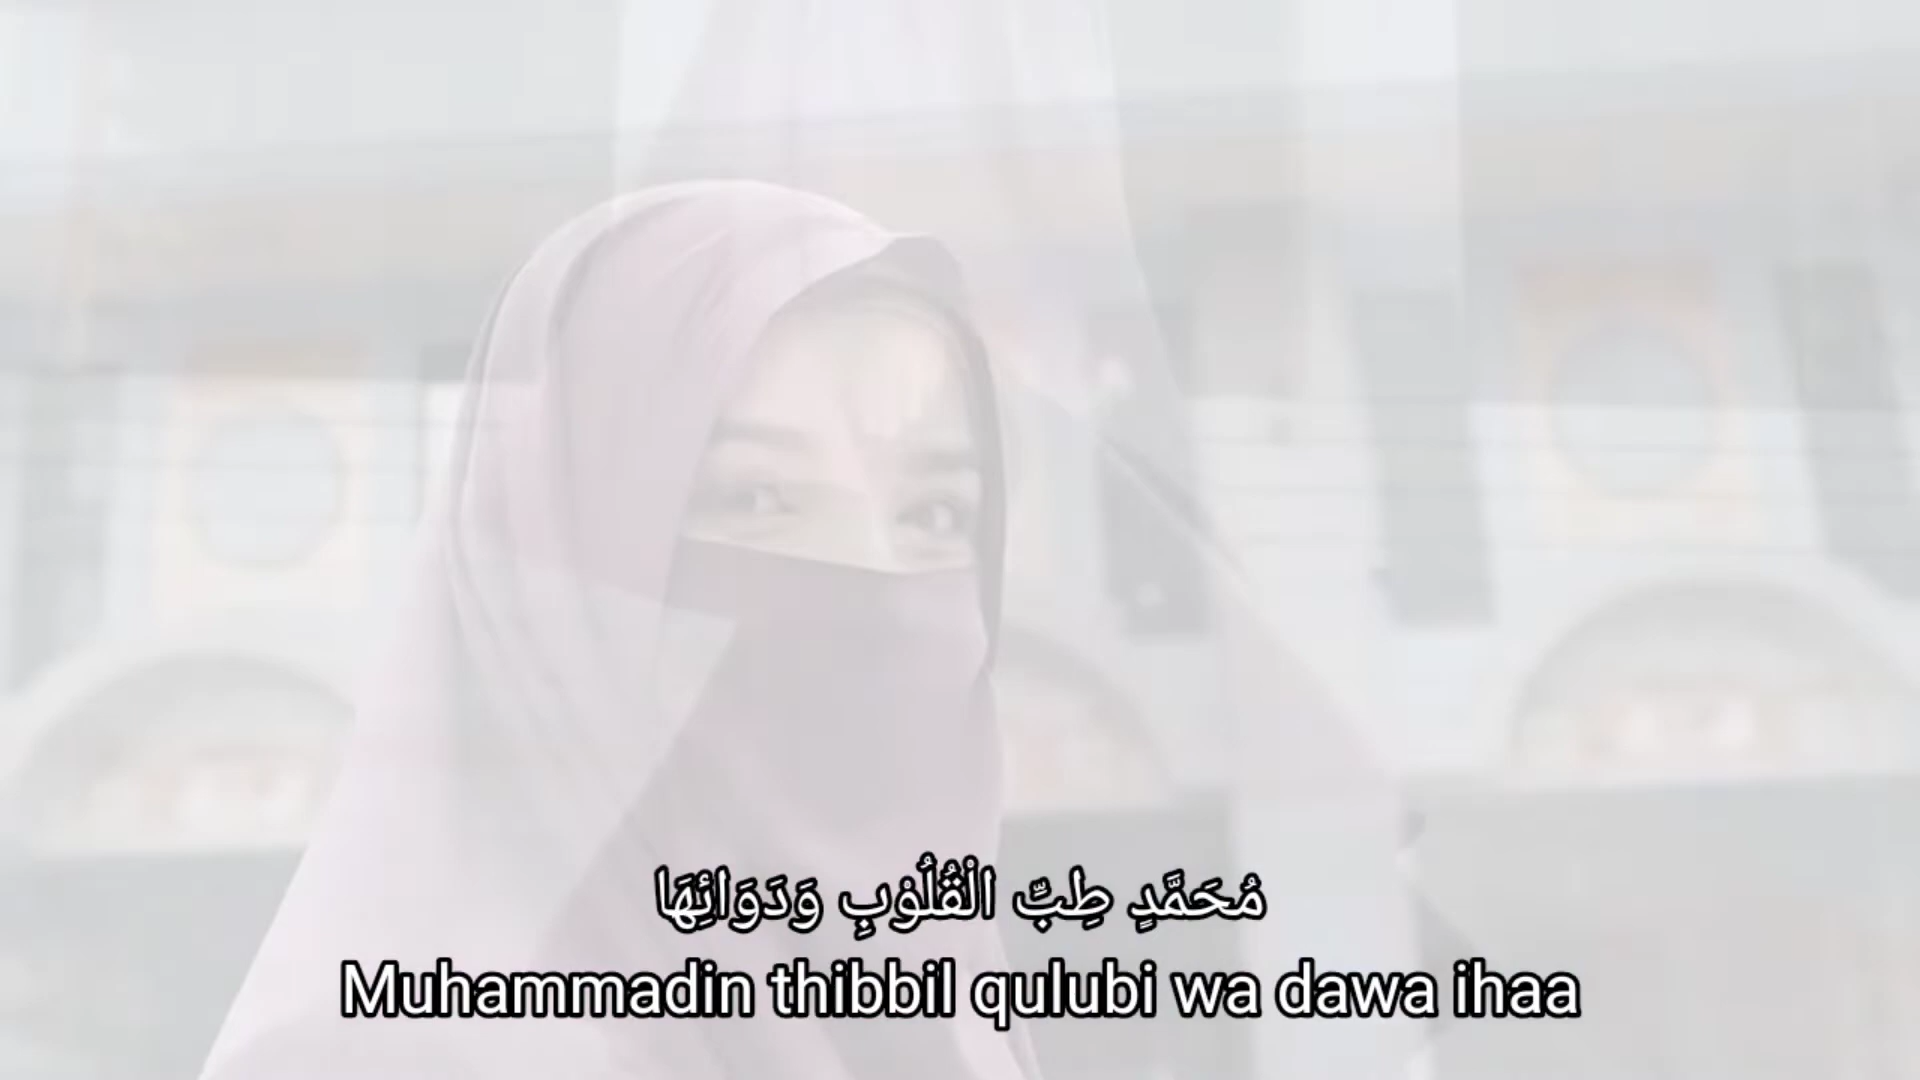 مُحَمَّدٍ طِبِّ الْقُلُوْبِ وَدَوَائِهَا
Muhammadin thibbil qulubi wa dawa ihaa